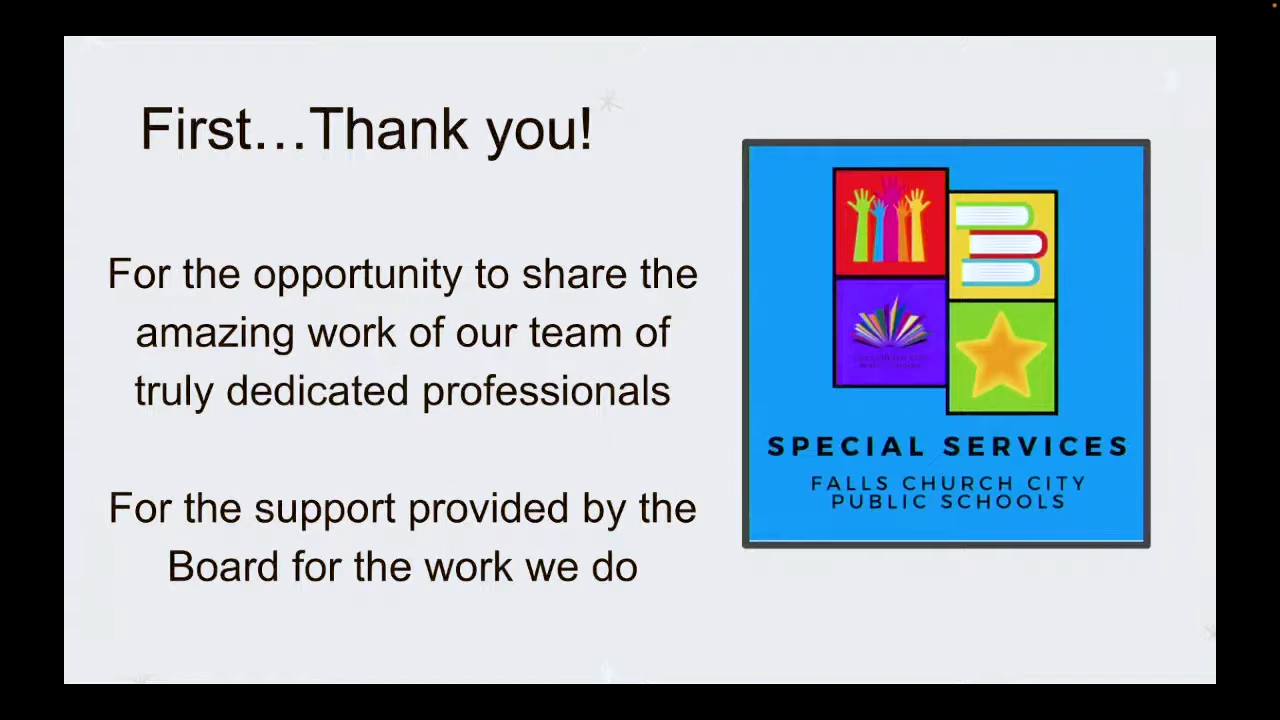 First…Thank you!
For the opportunity to share the
amazing work of our team of
truly dedicated professionals
For the support provided by the
Board for the work we do
SPECIAL SERVICES
FALLS CHURCH CITY
PUBLIC SCHOOLS